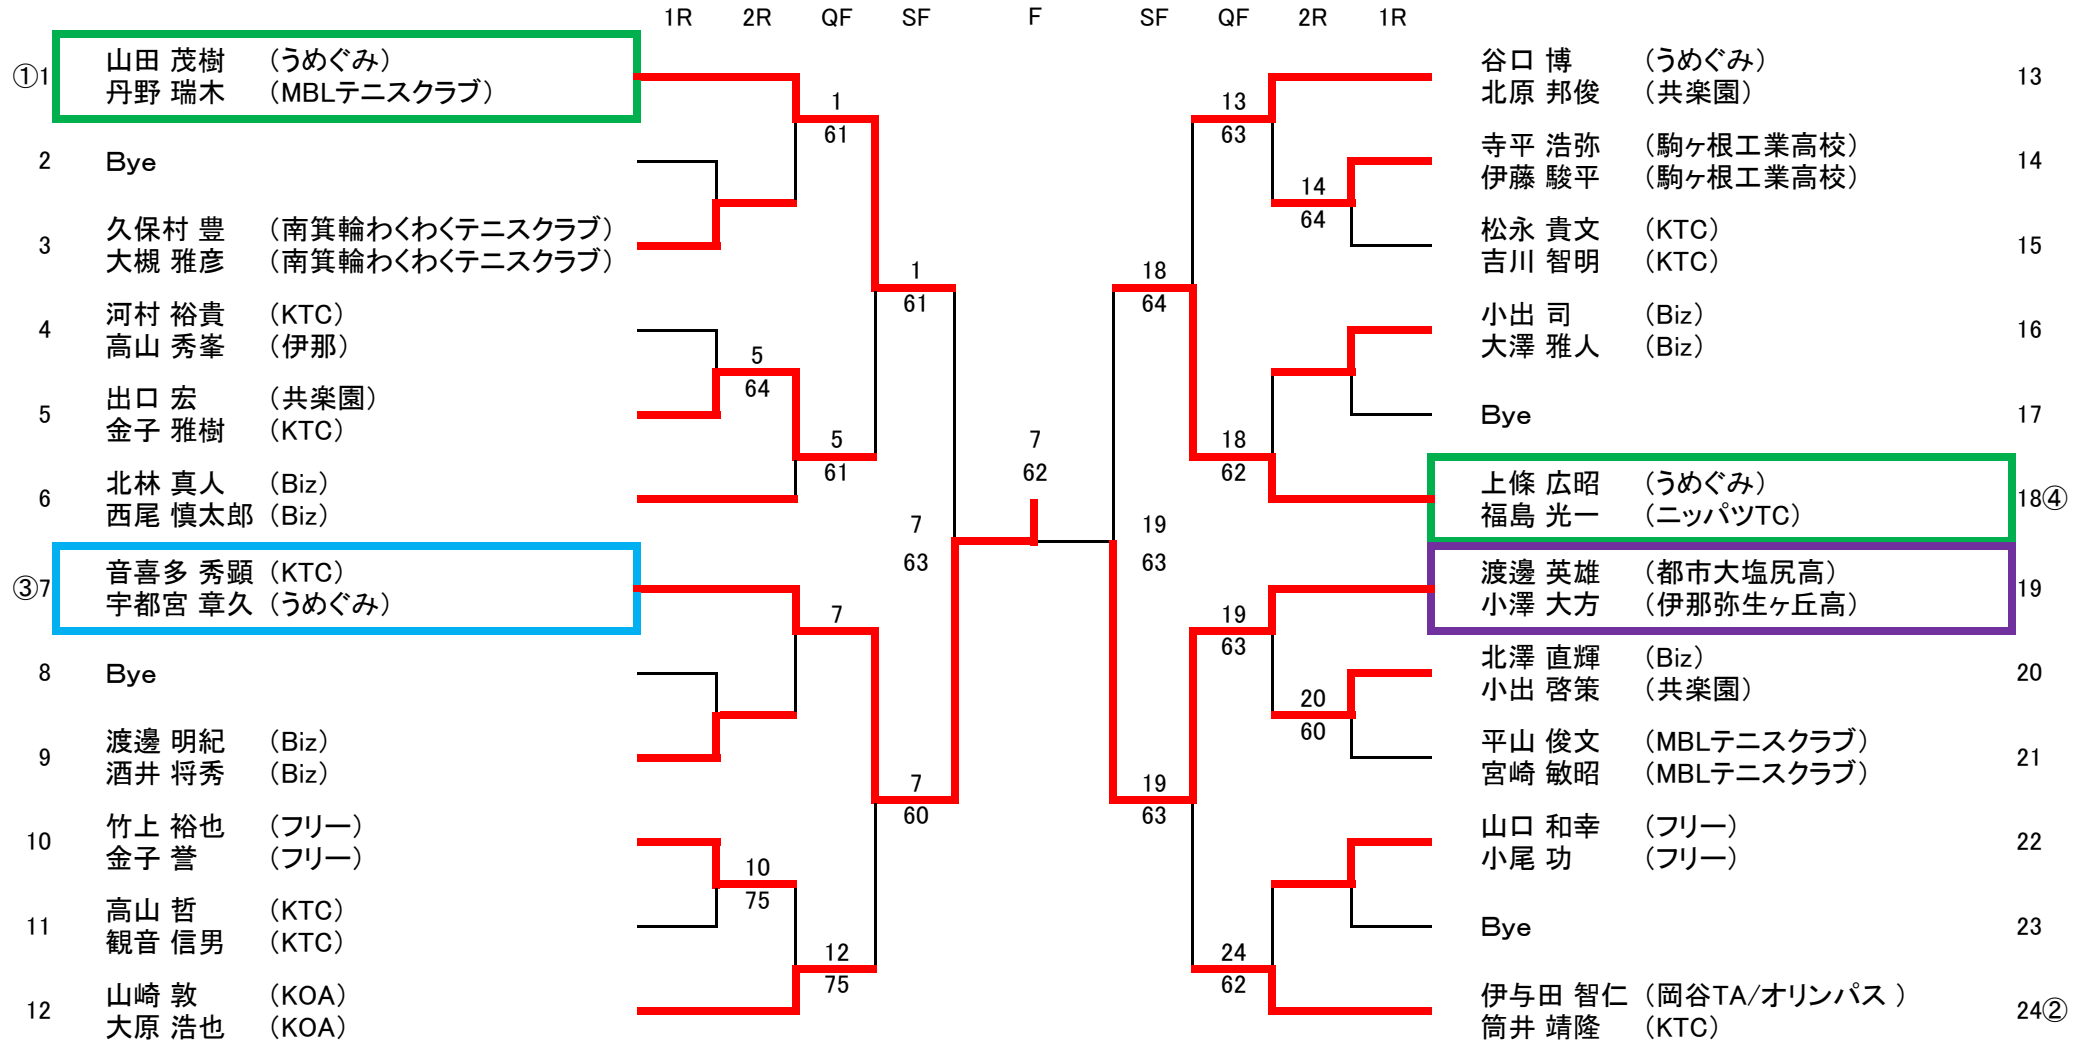 1R 2R QF SF F SF QF 2R 1R
①1 山田 茂樹 (うめぐみ)
丹野 瑞木 (MBLテニスクラブ)
2 Bye
3 久保村 豊 (南箕輪わくわくテニスクラブ)
大槻 雅彦 (南箕輪わくわくテニスクラブ)
4 河村 裕貴 (KTC)
高山 秀峯 (伊那)
5 出口 宏 (共楽園)
金子 雅樹 (KTC)
6 北林 真人 (Biz)
西尾 慎太郎 (Biz)
③7 音喜多 秀顕 (KTC)
宇都宮 章久 (うめぐみ)
8 Bye
9 渡邊 明紀 (Biz)
酒井 将秀 (Biz)
10 竹上 裕也 (フリー)
金子 誉 (フリー)
11 高山 哲 (KTC)
観音 信男 (KTC)
12 山崎 敦 (KOA)
大原 浩也 (KOA)
5
64
10
75
1
61
5
61
7
12
75
1
61
7
60
7
63
7
62
19
63
18
64
19
63
13
63
18
62
19
63
24
62
14
64
20
60
谷口 博 (うめぐみ) 13
北原 邦俊 (共楽園)
寺平 浩弥 (駒ヶ根工業高校) 14
伊藤 駿平 (駒ヶ根工業高校)
松永 貴文 (KTC) 15
吉川 智明 (KTC)
小出 司 (Biz) 16
大澤 雅人 (Biz)
Bye 17
上條 広昭 (うめぐみ) 18④
福島 光一 (ニッパツTC)
渡邉 英雄 (都市大塩尻高) 19
小澤 大方 (伊那弥生ヶ丘高)
北澤 直輝 (Biz) 20
小出 啓策 (共楽園)
平山 俊文 (MBLテニスクラブ) 21
宮崎 敏昭 (MBLテニスクラブ)
山口 和幸 (フリー) 22
小尾 功 (フリー)
Bye 23
伊与田 智仁 (岡谷TA/オリンパス ) 24②
筒井 靖隆 (KTC)